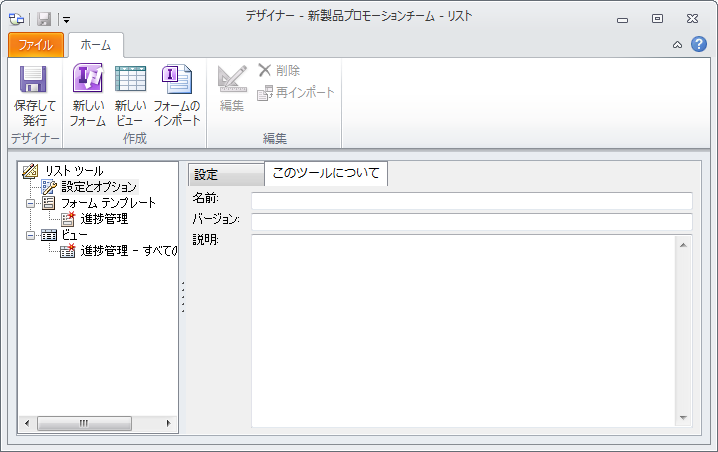 デザイナー - 新製品プロモーションチーム - リスト
ファイル
ホーム
保存して
発行
新しい
フォーム
新しい
ビュー
フォームの
インポート
編集
削除
再インポート
デザイナー
作成
編集
リスト ツール
設定とオプション
フォーム テンプレート
進捗管理
ビュー
進捗管理 - すべての
設定
このツールについて
名前:
バージョン:
説明: